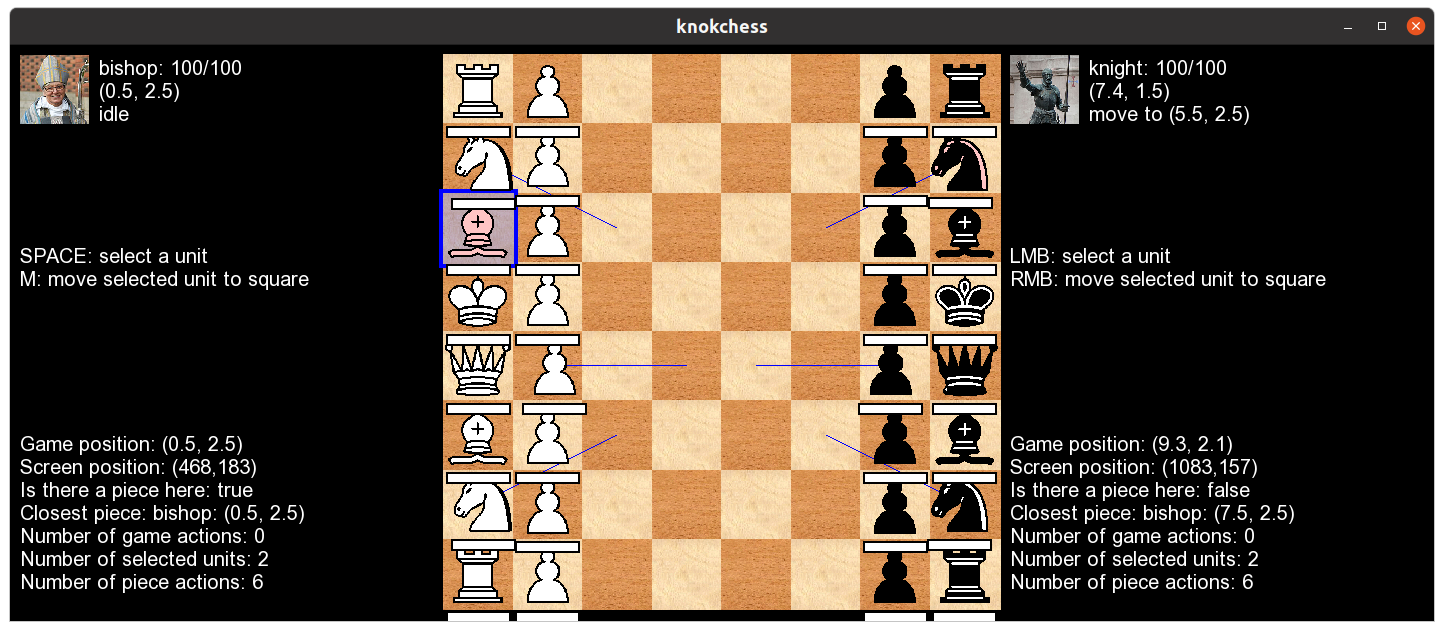 knokchess
bishop: 100/100
(0.5, 2.5)
idle
SPACE: select a unit
M: move selected unit to square
Game position: (0.5, 2.5)
Screen position: (468,183)
Is there a piece here: true
Closest piece: bishop: (0.5, 2.5)
Number of game actions: 0
Number of selected units: 2
Number of piece actions: 6
knight: 100/100
(7.4, 1.5)
move to (5.5, 2.5)
LMB: select a unit
RMB: move selected unit to square
Game position: (9.3, 2.1)
Screen position: (1083,157)
Is there a piece here: false
Closest piece: bishop: (7.5, 2.5)
Number of game actions: 0
Number of selected units: 2
Number of piece actions: 6